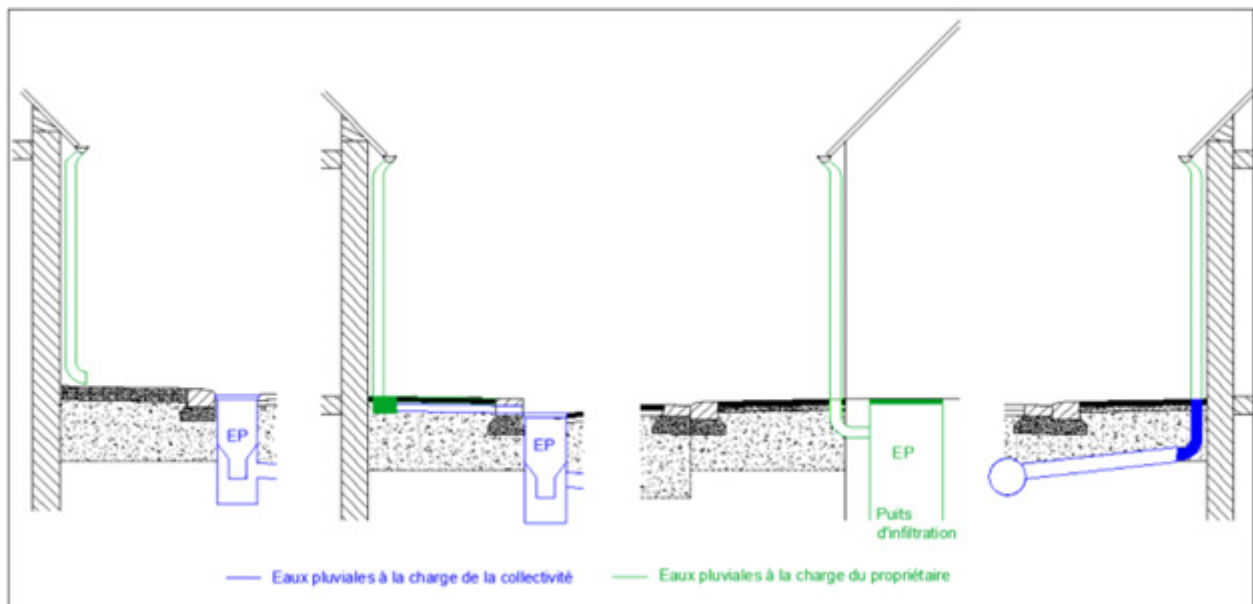 EP
EP
EP
Puits
d'infiltration
Eaux pluviales à la charge de la collectivité
Eaux pluviales à la charge du propriétaire